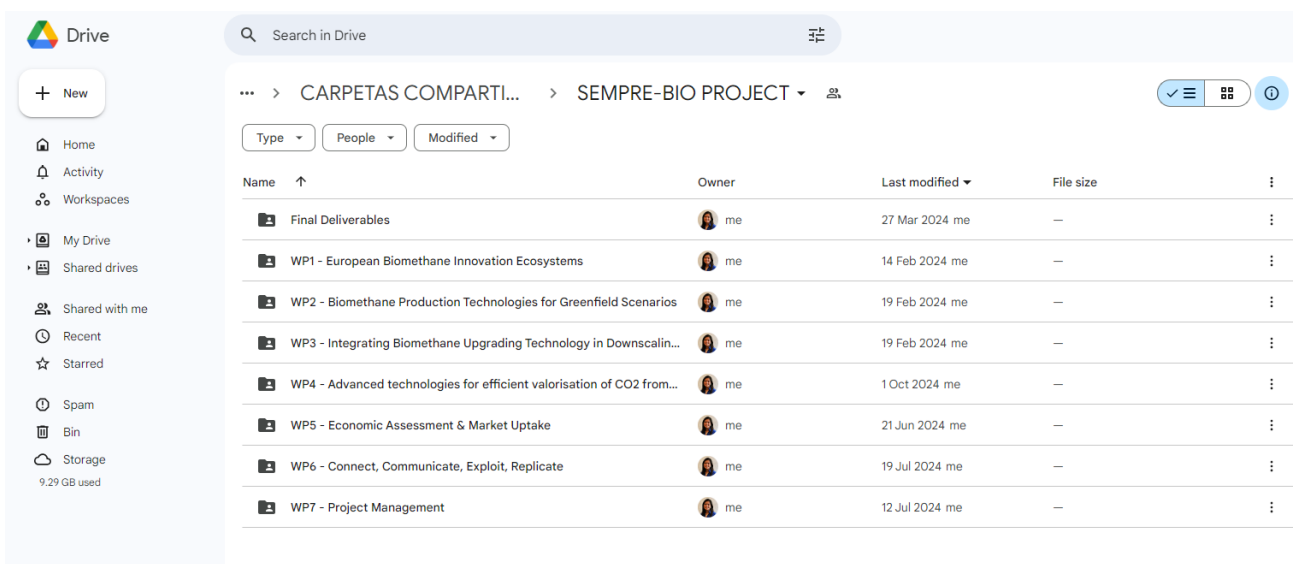 Drive
Search in Drive
New
CARPETAS COMPARTI... > SEMPRE-BIO PROJECT
Type People Modified
Home
Activity
Workspaces
My Drive
Shared drives
Shared with me
Recent
Starred
Spam
Bin
Storage
9.29 GB used
Name Owner Last modified File size
Final Deliverables me 27 Mar 2024 me —
WP1 - European Biomethane Innovation Ecosystems me 14 Feb 2024 me —
WP2 - Biomethane Production Technologies for Greenfield Scenarios me 19 Feb 2024 me —
WP3 - Integrating Biomethane Upgrading Technology in Downscalin... me 19 Feb 2024 me —
WP4 - Advanced technologies for efficient valorisation of CO2 from... me 1 Oct 2024 me —
WP5 - Economic Assessment & Market Uptake me 21 Jun 2024 me —
WP6 - Connect, Communicate, Exploit, Replicate me 19 Jul 2024 me —
WP7 - Project Management me 12 Jul 2024 me —